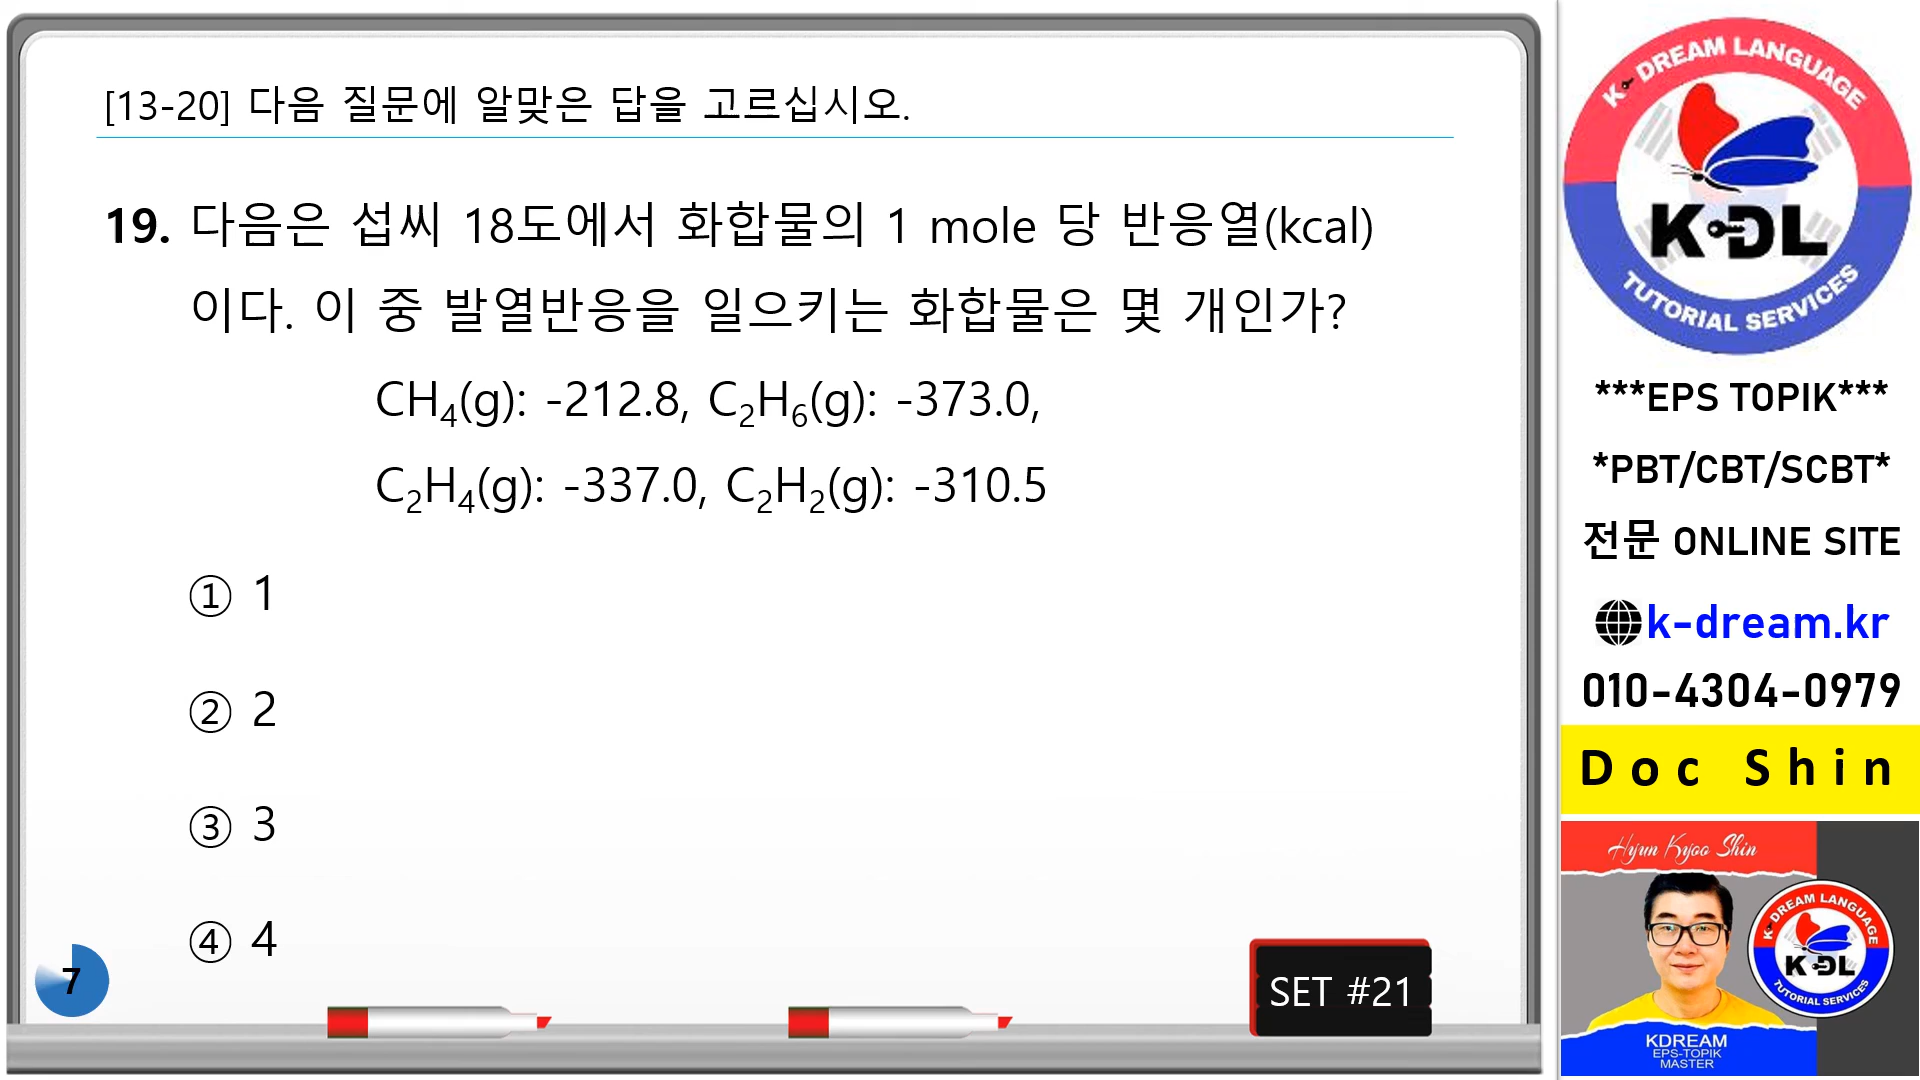 [13-20] 다음 질문에 알맞은 답을 고르십시오.
19. 다음은 섭씨 18도에서 화합물의 1 mole 당 반응열(kcal)
이다. 이 중 발열반응을 일으키는 화합물은 몇 개인가?
CH₄(g): -212.8, C₂H₆(g): -373.0,
C₂H₄(g): -337.0, C₂H₂(g): -310.5
① 1
② 2
③ 3
④ 4
7
SET #21
K-DREAM LANGUAGE
K-DL
TUTORIAL SERVICES
***EPS TOPIK***
*PBT/CBT/SCBT*
전문 ONLINE SITE
k-dream.kr
010-4304-0979
Doc Shin
Hyun Kyoo Shin
K-DREAM LANGUAGE
K-DL
TUTORIAL SERVICES
KDREAM
EPS-TOPIK
MASTER